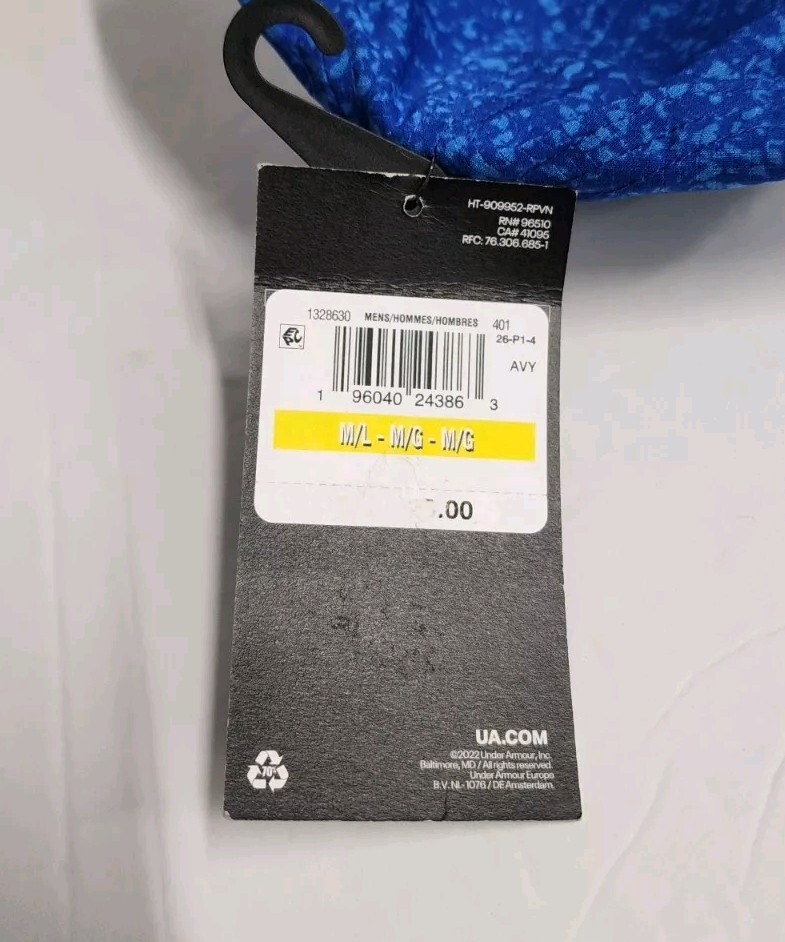 HT-909952-RPVN
RN# 96510
CA# 41095
RFC: 76.306.685-1
1328630 MENS/HOMMES/HOMBRES 401
26-P1-4
AVY
1 96040 24386 3
M/L - M/G - M/G
.00
70%
UA.COM
©2022 Under Armour, Inc.
Baltimore, MD / All rights reserved.
Under Armour Europe
B.V. NL-1076 / DE Amsterdam